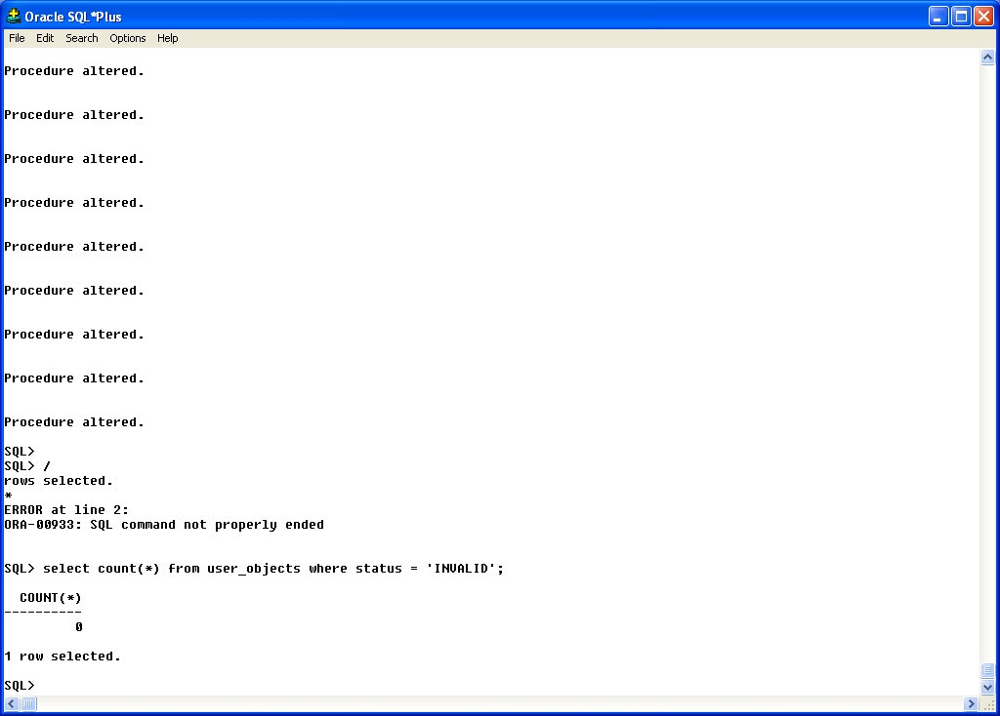 Oracle SQL*Plus
File Edit Search Options Help
Procedure altered.
Procedure altered.
Procedure altered.
Procedure altered.
Procedure altered.
Procedure altered.
Procedure altered.
Procedure altered.
Procedure altered.
SQL>
SQL> /
rows selected.
*
ERROR at line 2:
ORA-00933: SQL command not properly ended
SQL> select count(*) from user_objects where status = 'INVALID';
COUNT(*)
----------
0
1 row selected.
SQL>